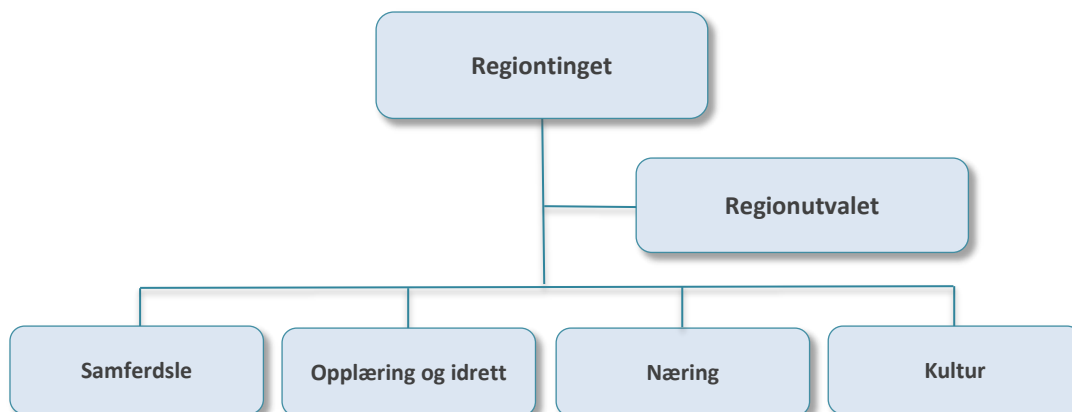 Regiontinget
Regionutvalet
Samferdsle
Opplæring og idrett
Næring
Kultur